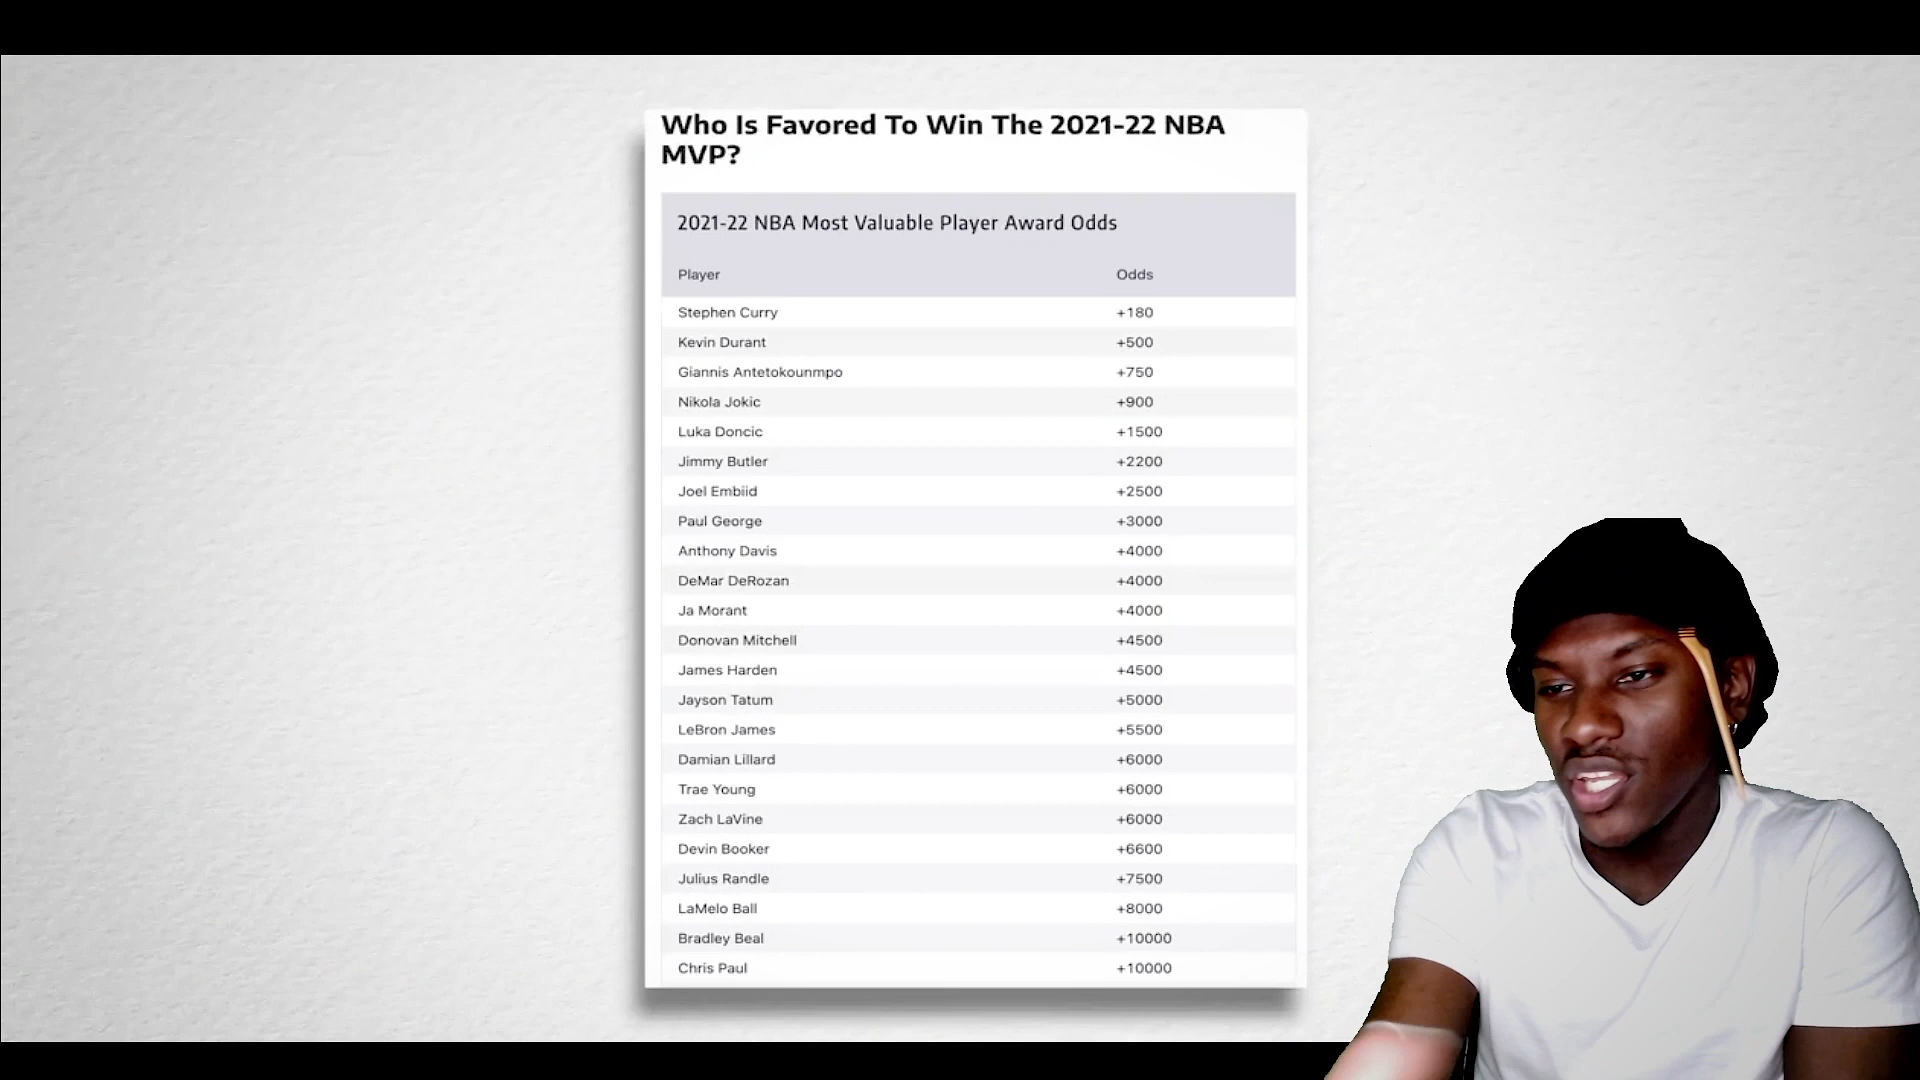 Who Is Favored To Win The 2021-22 NBA
MVP?
2021-22 NBA Most Valuable Player Award Odds
Player Odds
Stephen Curry +180
Kevin Durant +500
Giannis Antetokounmpo +750
Nikola Jokic +900
Luka Doncic +1500
Jimmy Butler +2200
Joel Embiid +2500
Paul George +3000
Anthony Davis +4000
DeMar DeRozan +4000
Ja Morant +4000
Donovan Mitchell +4500
James Harden +4500
Jayson Tatum +5000
LeBron James +5500
Damian Lillard +6000
Trae Young +6000
Zach LaVine +6000
Devin Booker +6600
Julius Randle +7500
LaMelo Ball +8000
Bradley Beal +10000
Chris Paul +10000